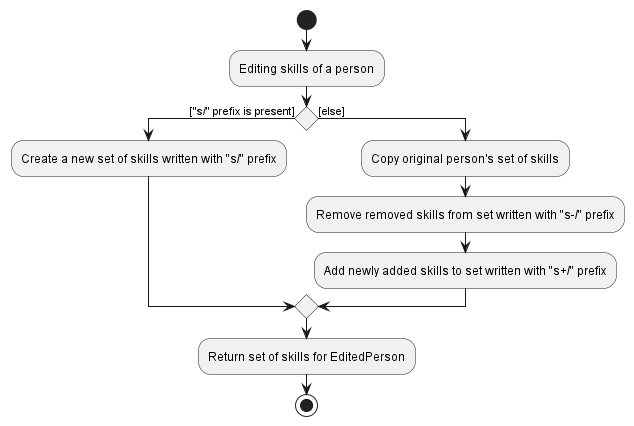 Editing skills of a person
["s/" prefix is present]
[else]
Create a new set of skills written with "s/" prefix
Copy original person's set of skills
Remove removed skills from set written with "s-/" prefix
Add newly added skills to set written with "s+/" prefix
Return set of skills for EditedPerson